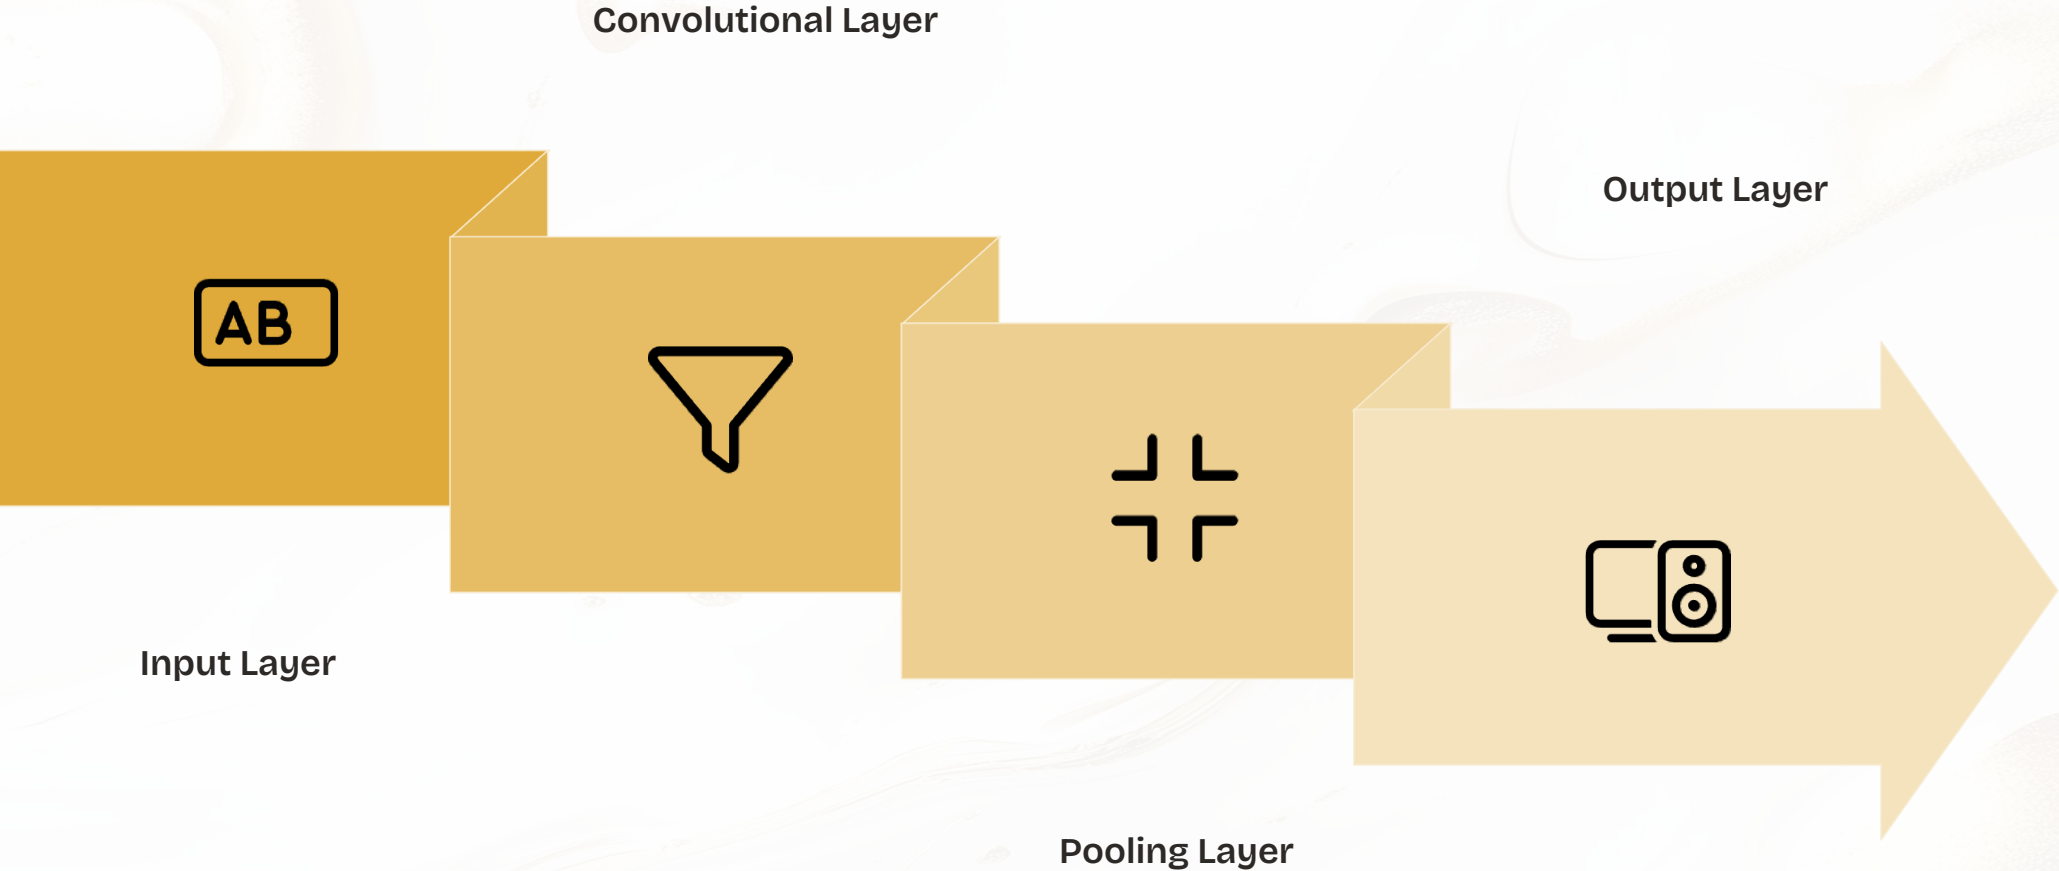 Convolutional Layer
Output Layer
AB
Input Layer
Pooling Layer